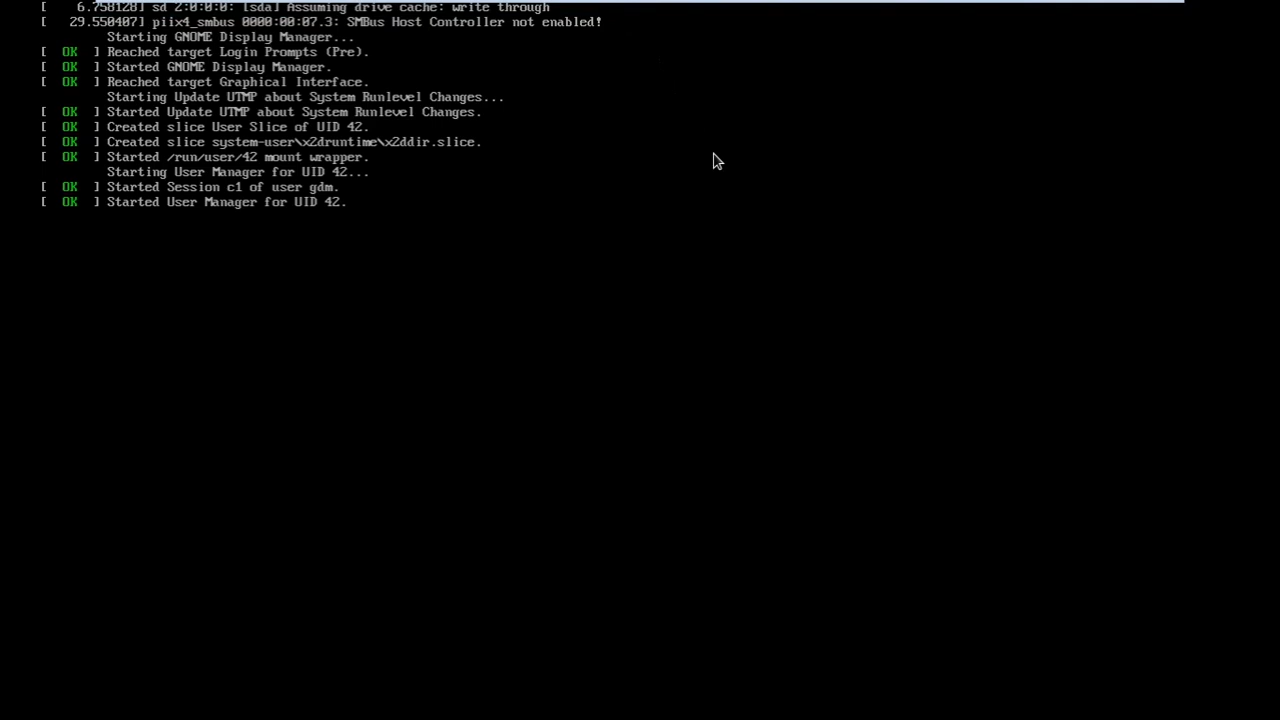 [    6.758128] sd 2:0:0:0: [sda] Assuming drive cache: write through
[   29.550407] piix4_smbus 0000:00:07.3: SMBus Host Controller not enabled!
Starting GNOME Display Manager...
[  OK  ] Reached target Login Prompts (Pre).
[  OK  ] Started GNOME Display Manager.
[  OK  ] Reached target Graphical Interface.
Starting Update UTMP about System Runlevel Changes...
[  OK  ] Started Update UTMP about System Runlevel Changes.
[  OK  ] Created slice User Slice of UID 42.
[  OK  ] Created slice system-user\x2druntime\x2ddir.slice.
[  OK  ] Started /run/user/42 mount wrapper.
Starting User Manager for UID 42...
[  OK  ] Started Session c1 of user gdm.
[  OK  ] Started User Manager for UID 42.